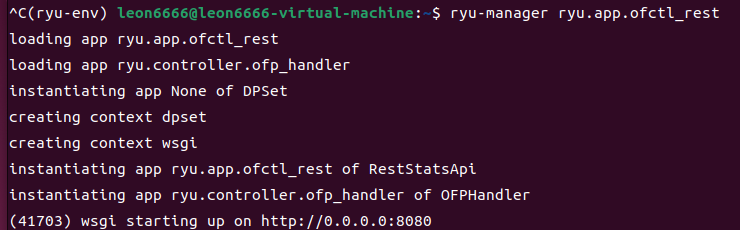 ^C(ryu-env) leon6666@leon6666-virtual-machine:~$ ryu-manager ryu.app.ofctl_rest
loading app ryu.app.ofctl_rest
loading app ryu.controller.ofp_handler
instantiating app None of DPSet
creating context dpset
creating context wsgi
instantiating app ryu.app.ofctl_rest of RestStatsApi
instantiating app ryu.controller.ofp_handler of OFPHandler
(41703) wsgi starting up on http://0.0.0.0:8080